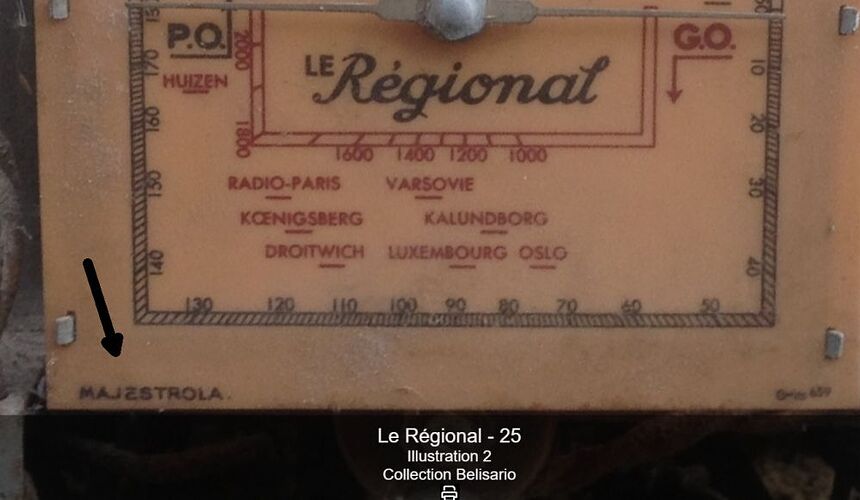 P.O.
G.O.
HUIZEN
LE Régional
170
160
150
140
2000
1800
1600 1400 1200 1000
10
20
30
40
RADIO-PARIS VARSOVIE
KŒNIGSBERG KALUNDBORG
DROITWICH LUXEMBOURG OSLO
130 120 110 100 90 80 70 60 50
MAJESTROLA. 659
Le Régional - 25
Illustration 2
Collection Belisario